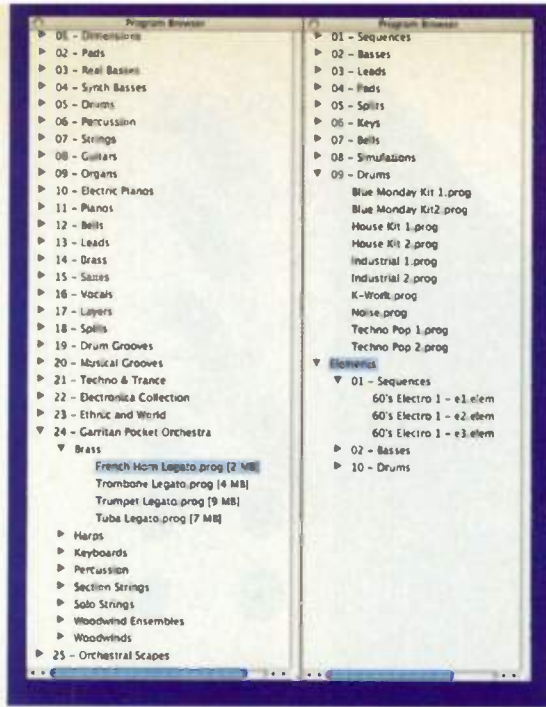 Program Browser
01 - Dimensions
02 - Pads
03 - Real Basses
04 - Synth Basses
05 - Drums
06 - Percussion
07 - Strings
08 - Guitars
09 - Organs
10 - Electric Pianos
11 - Pianos
12 - Bells
13 - Leads
14 - Brass
15 - Saxes
16 - Vocals
17 - Layers
18 - Splits
19 - Drum Grooves
20 - Musical Grooves
21 - Techno & Trance
22 - Electronica Collection
23 - Ethnic and World
24 - Garritan Pocket Orchestra
Brass
French Horn Legato.prog [2 MB]
Trombone Legato.prog [4 MB]
Trumpet Legato.prog [9 MB]
Tuba Legato.prog [7 MB]
Harps
Keyboards
Percussion
Section Strings
Solo Strings
Woodwind Ensembles
Woodwinds
25 - Orchestral Scapes
Program Browser
01 - Sequences
02 - Basses
03 - Leads
04 - Pads
05 - Splits
06 - Keys
07 - Bells
08 - Simulations
09 - Drums
Blue Monday Kit 1.prog
Blue Monday Kit2.prog
House Kit 1.prog
House Kit 2.prog
Industrial 1.prog
Industrial 2.prog
K-Work.prog
Noise.prog
Techno Pop 1.prog
Techno Pop 2.prog
Elements
01 - Sequences
60's Electro 1 - e1.elem
60's Electro 1 - e2.elem
60's Electro 1 - e3.elem
02 - Basses
10 - Drums